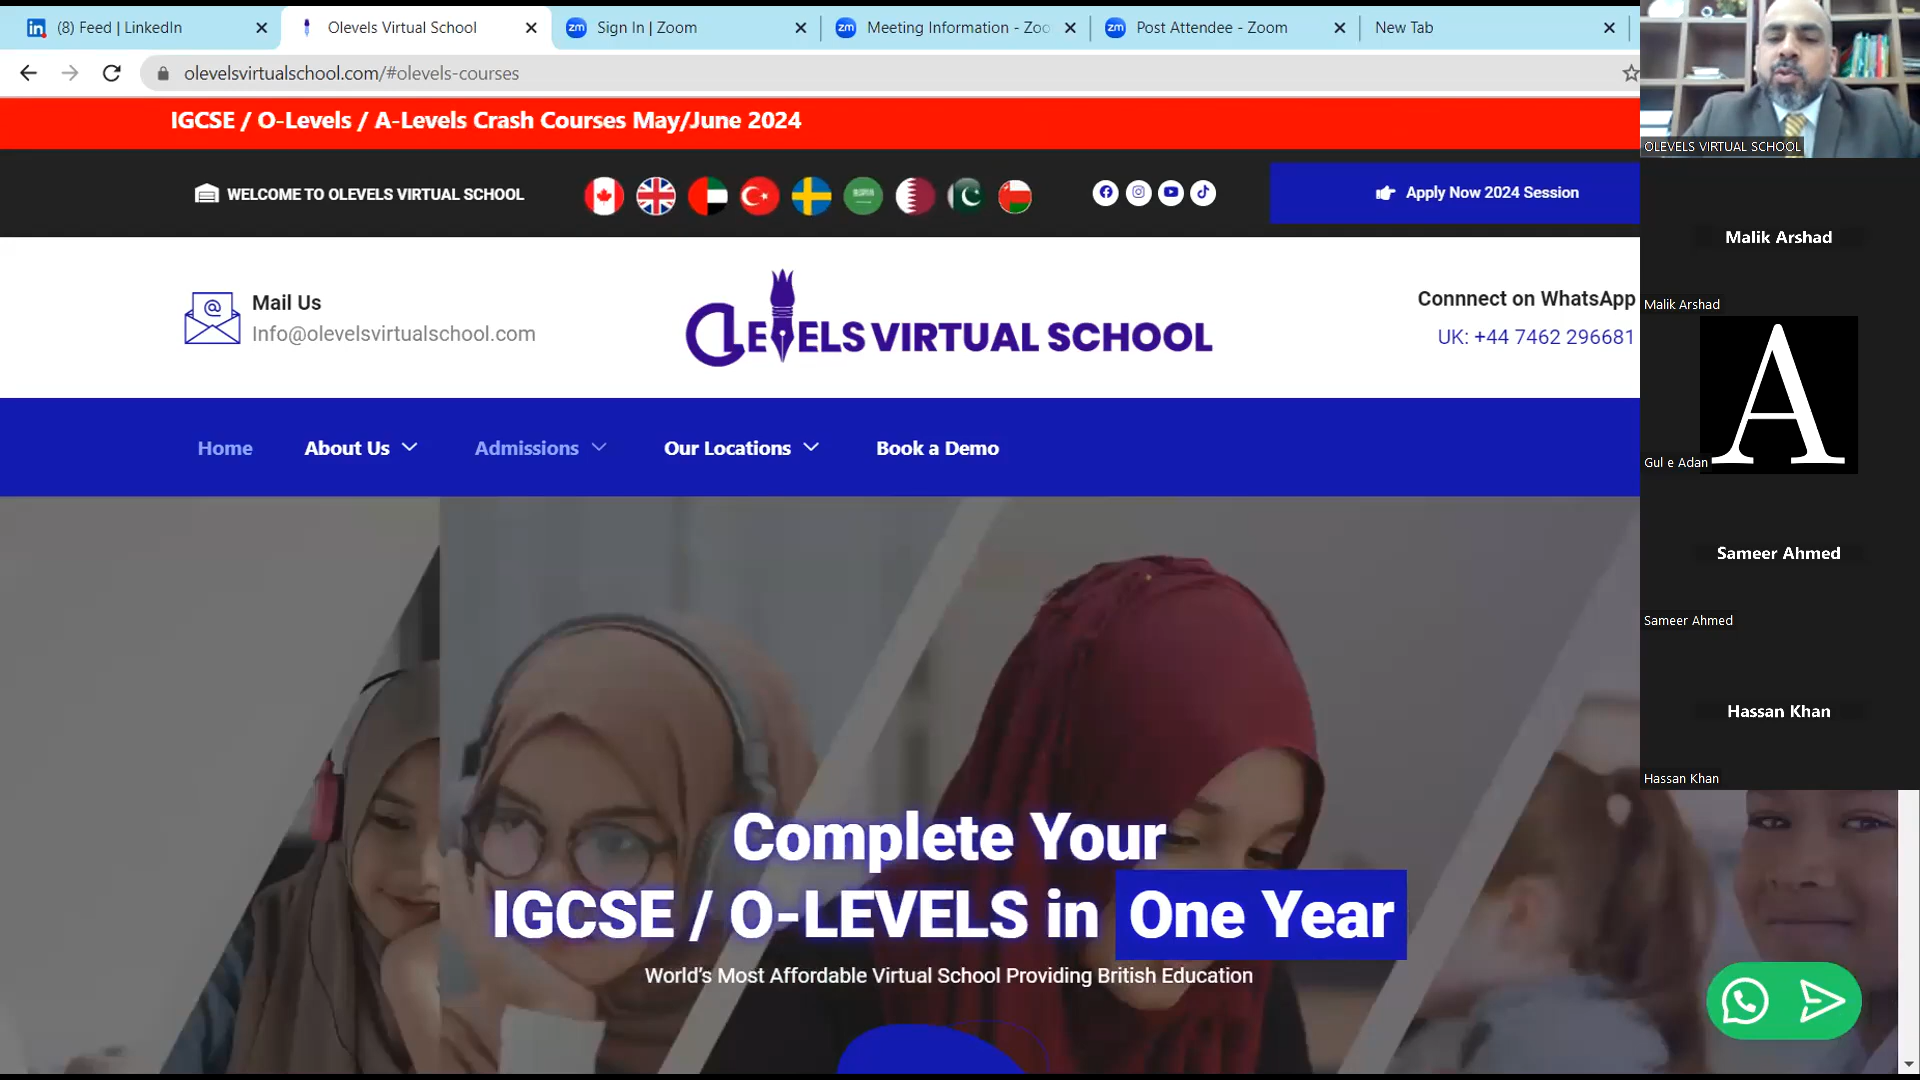 (8) Feed | LinkedIn
Olevels Virtual School
zm Sign In | Zoom
zm Meeting Information - Zoo
zm Post Attendee - Zoom
New Tab
olevelsvirtualschool.com/#olevels-courses
IGCSE / O-Levels / A-Levels Crash Courses May/June 2024
WELCOME TO OLEVELS VIRTUAL SCHOOL
Apply Now 2024 Session
Mail Us
Info@olevelsvirtualschool.com
OLEVELS VIRTUAL SCHOOL
Connnect on WhatsApp
UK: +44 7462 296681
Home
About Us
Admissions
Our Locations
Book a Demo
Complete Your
IGCSE / O-LEVELS in One Year
World's Most Affordable Virtual School Providing British Education
OLEVELS VIRTUAL SCHOOL
Malik Arshad
Malik Arshad
A
Gul e Adan
Sameer Ahmed
Sameer Ahmed
Hassan Khan
Hassan Khan